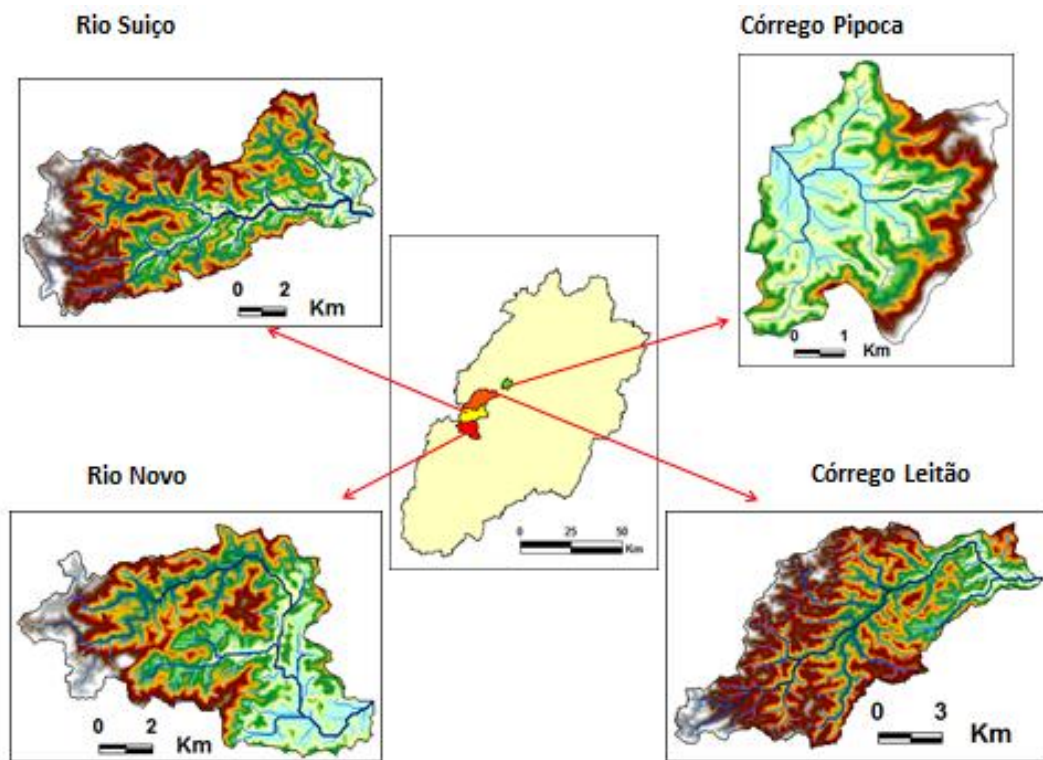 Rio Suiço
Córrego Pipoca
0 2
Km
0 1
Km
0 25 50
Km
Rio Novo
Córrego Leitão
0 2
Km
0 3
Km